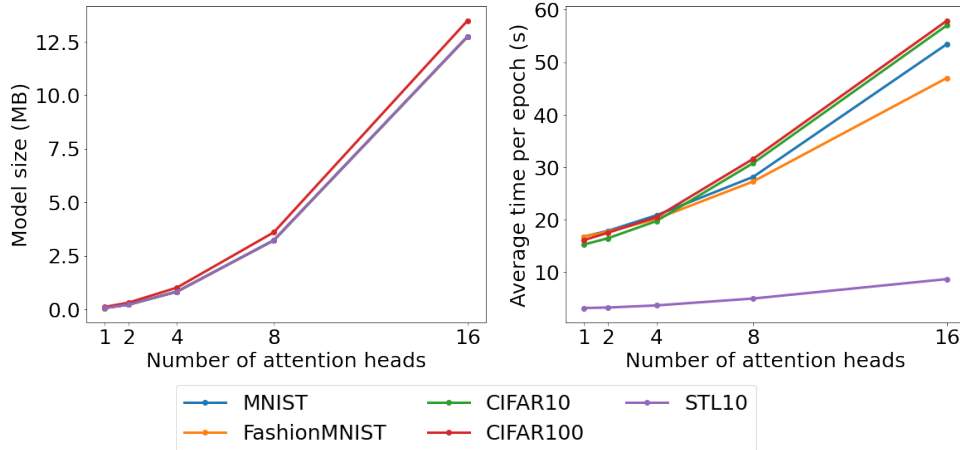 Model size (MB)
12.5
10.0
7.5
5.0
2.5
0.0
1 2 4 8 16
Number of attention heads
Average time per epoch (s)
60
50
40
30
20
10
1 2 4 8 16
Number of attention heads
MNIST CIFAR10 STL10
FashionMNIST CIFAR100